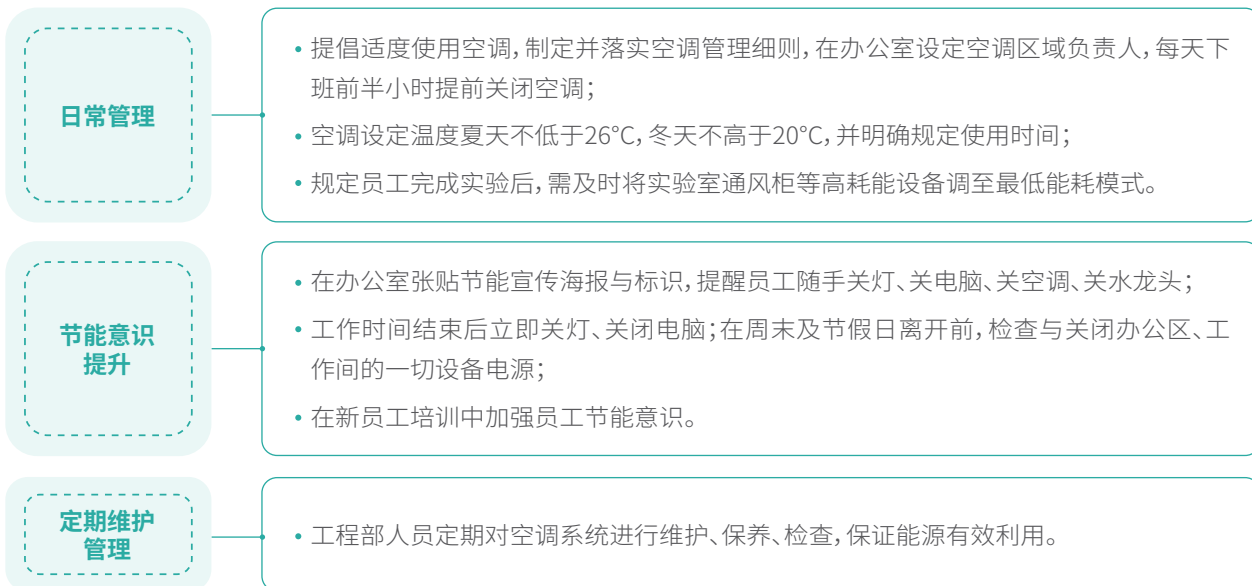 日常管理
• 提倡适度使用空调，制定并落实空调管理细则，在办公室设定空调区域负责人，每天下
班前半小时提前关闭空调；
• 空调设定温度夏天不低于26°C，冬天不高于20°C，并明确规定使用时间；
• 规定员工完成实验后，需及时将实验室通风柜等高耗能设备调至最低能耗模式。
节能意识
提升
• 在办公室张贴节能宣传海报与标识，提醒员工随手关灯、关电脑、关空调、关水龙头；
• 工作时间结束后立即关灯、关闭电脑；在周末及节假日离开前，检查与关闭办公区、工
作间的一切设备电源；
• 在新员工培训中加强员工节能意识。
定期维护
管理
• 工程部人员定期对空调系统进行维护、保养、检查，保证能源有效利用。